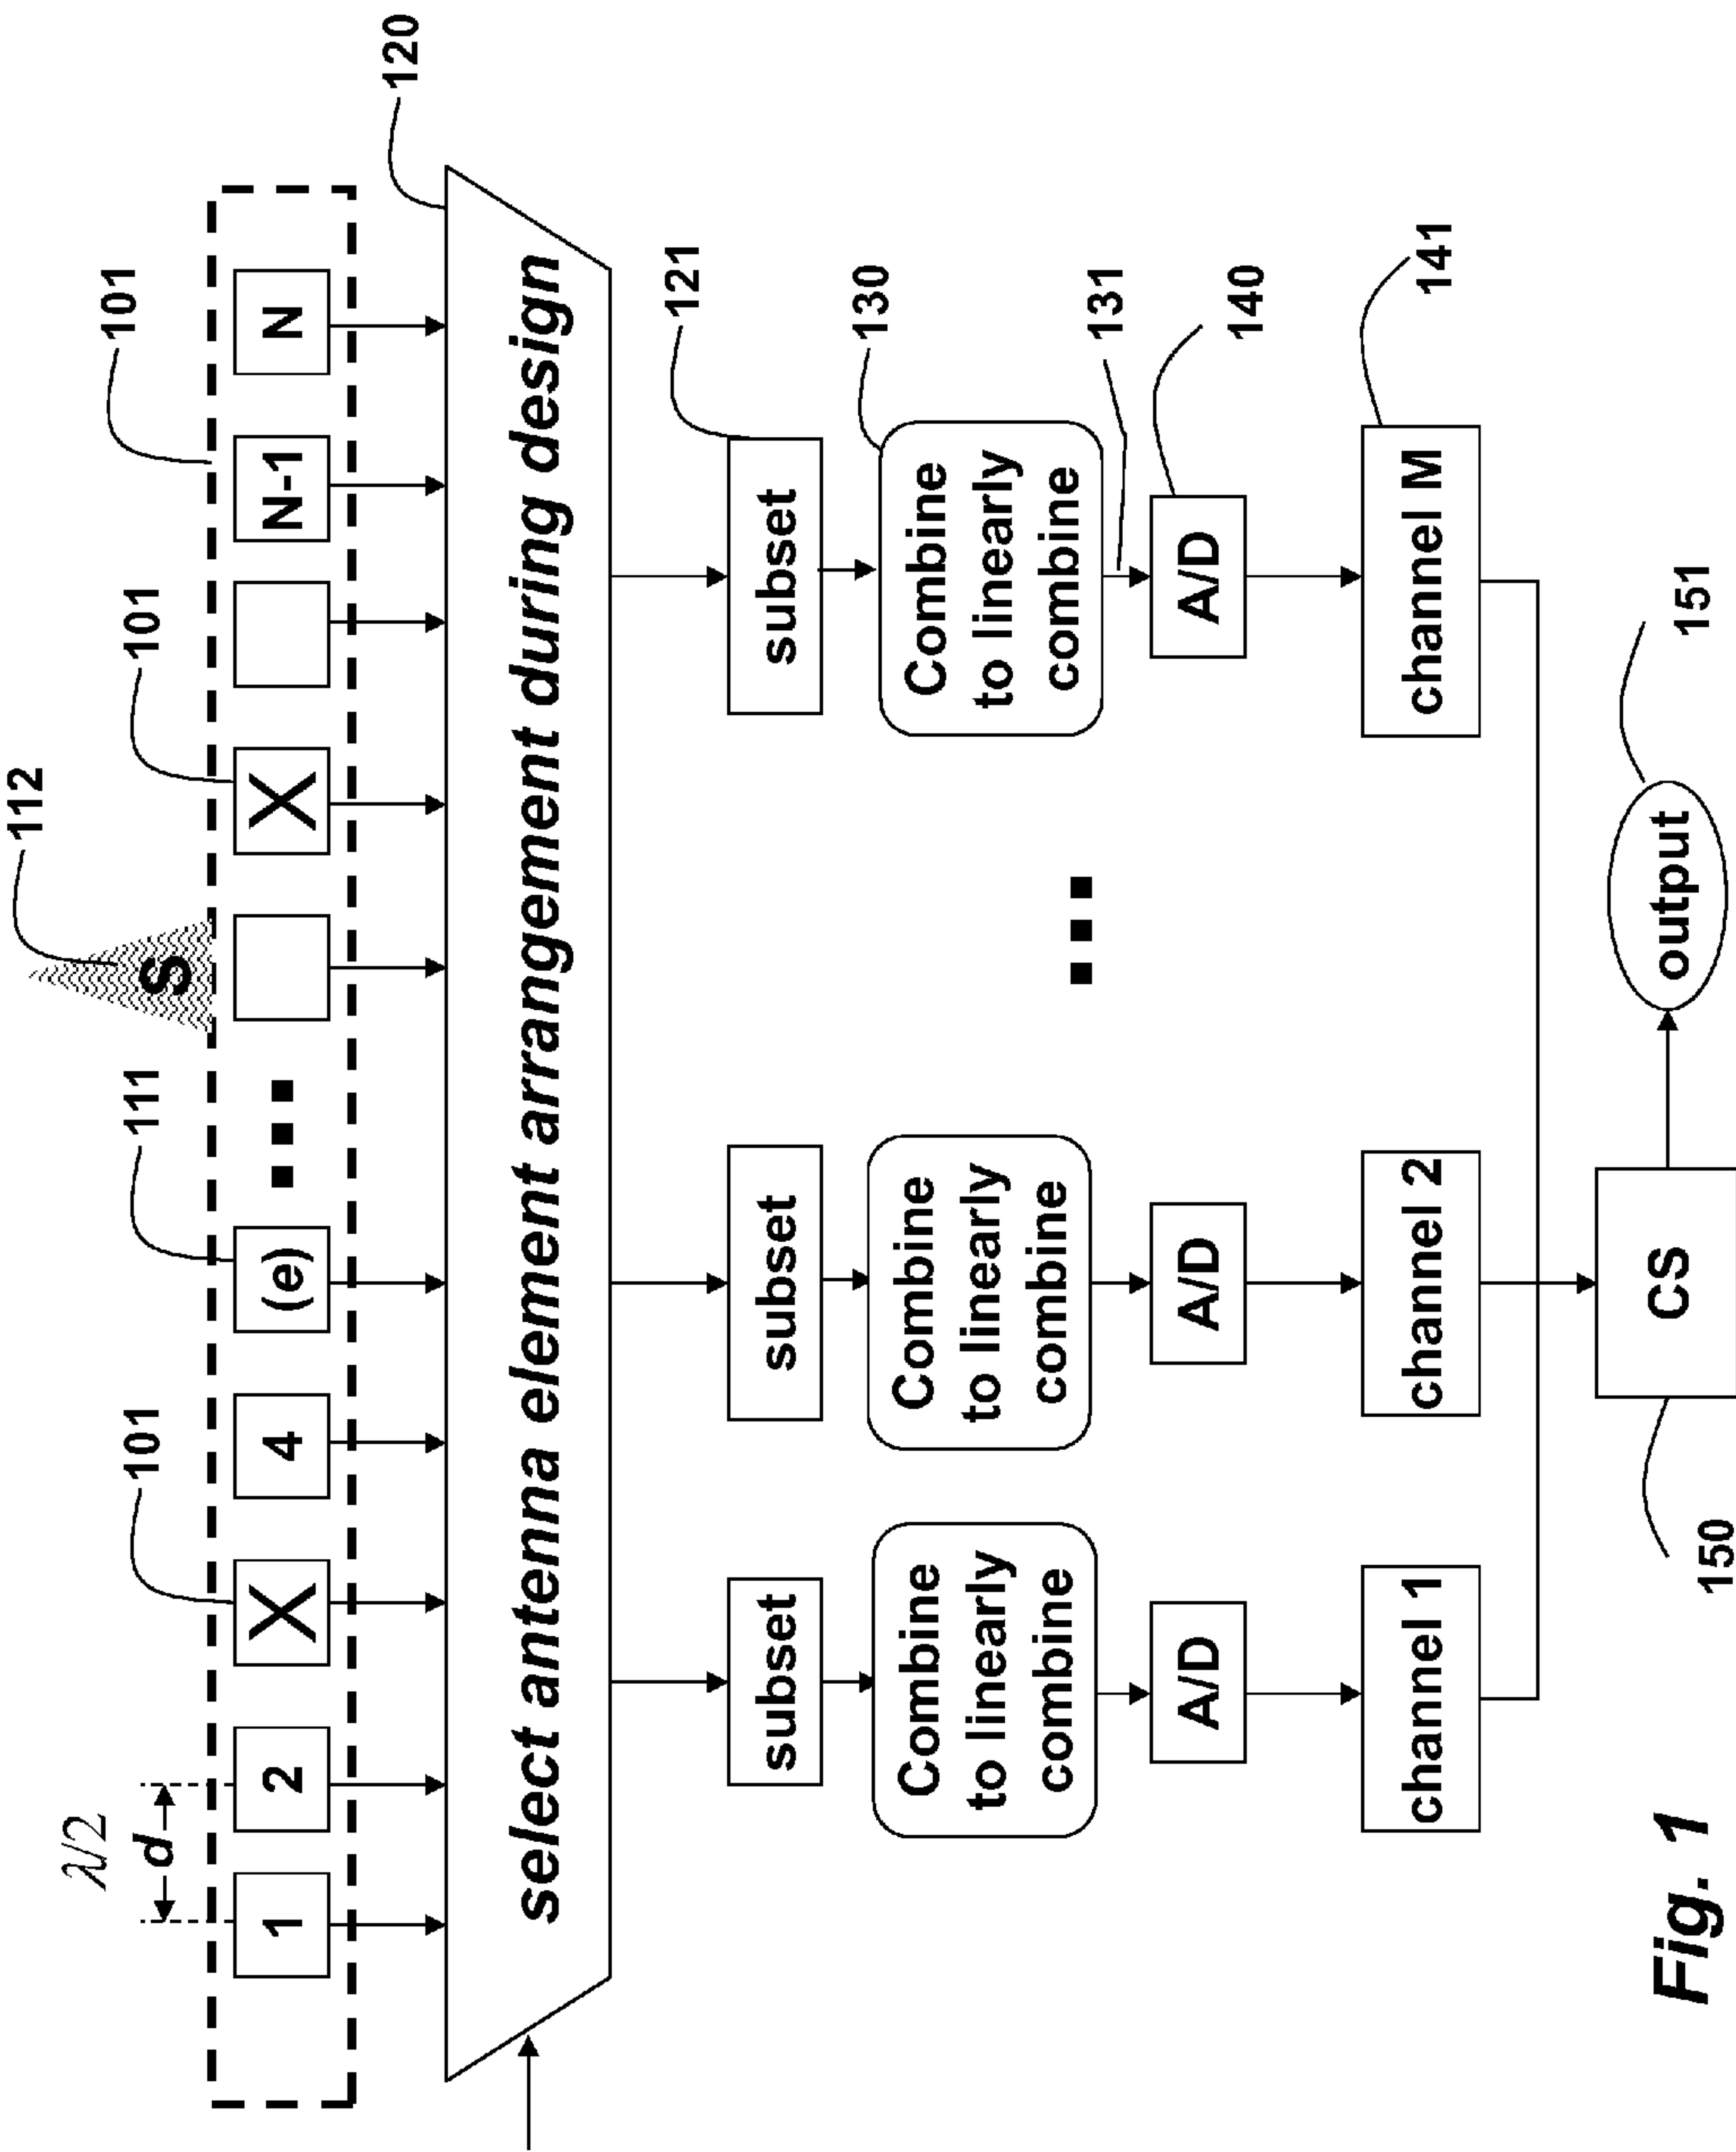 112
101
101
111
101
λ/2
d
S
1
2
X
4
(e)
X
N-1
N
120
select antenna element arrangement during design
121
subset
subset
subset
130
Combine
to linearly
combine
Combine
to linearly
combine
Combine
to linearly
combine
131
140
A/D
A/D
A/D
141
channel 1
channel 2
channel M
CS
output
151
150
Fig. 1